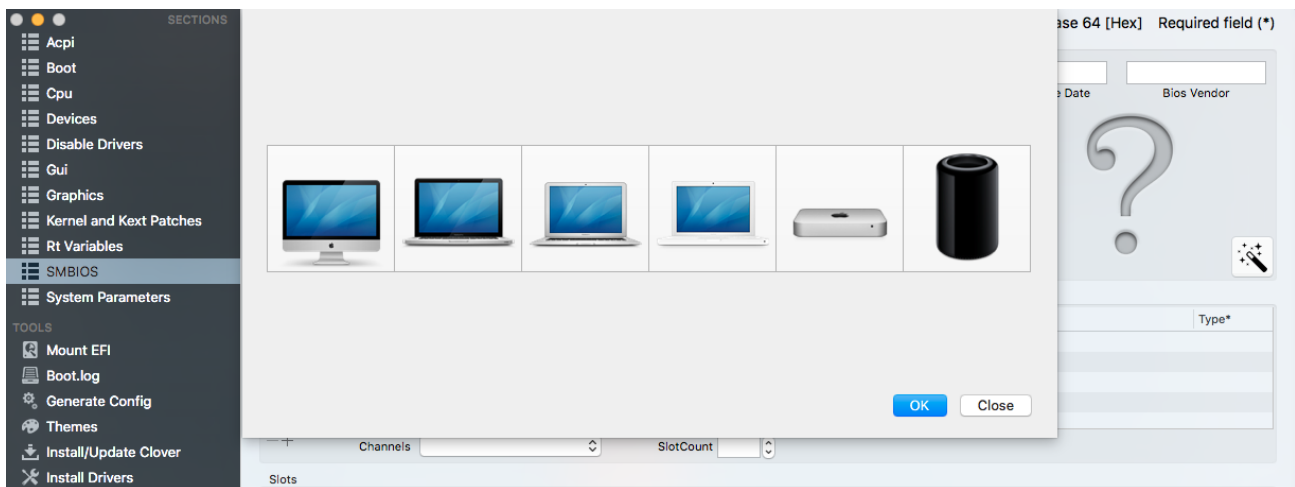 SECTIONS
Acpi
Boot
Cpu
Devices
Disable Drivers
Gui
Graphics
Kernel and Kext Patches
Rt Variables
SMBIOS
System Parameters
TOOLS
Mount EFI
Boot.log
Generate Config
Themes
Install/Update Clover
Install Drivers
64 [Hex] Required field (*)
Date Bios Vendor
Type*
OK Close
Channels SlotCount
Slots